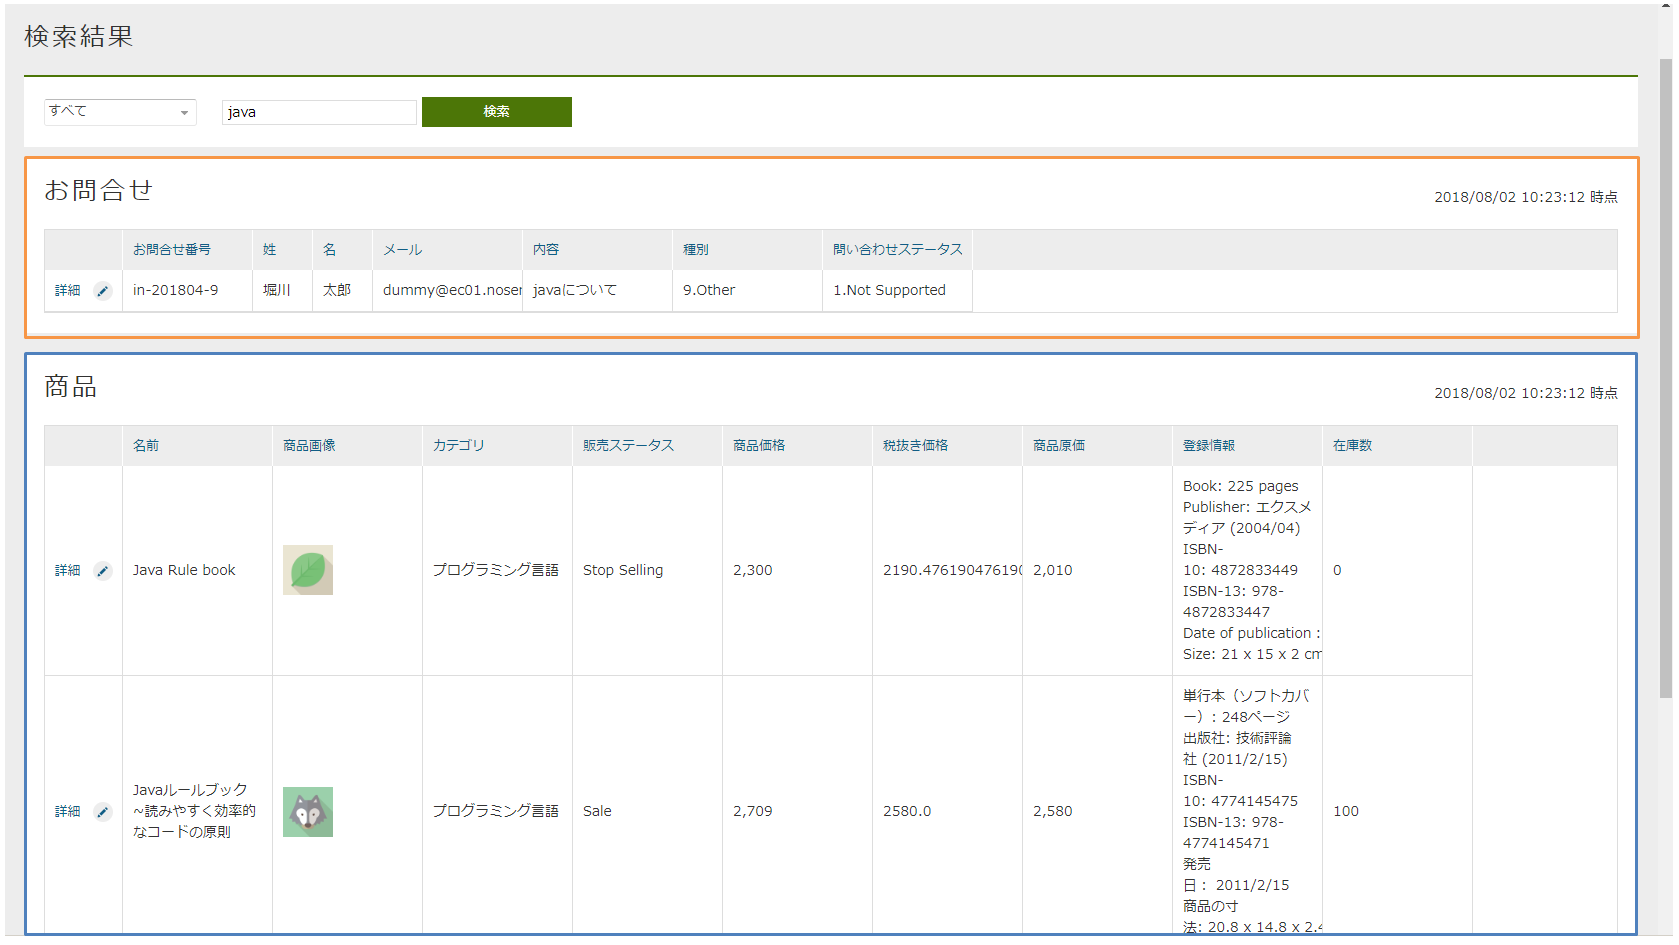 検索結果
すべて java 検索
お問合せ
2018/08/02 10:23:12 時点
お問合せ番号 姓 名 メール 内容 種別 問い合わせステータス
詳細 in-201804-9 堀川 太郎 dummy@ec01.noser javaについて 9.Other 1.Not Supported
商品
2018/08/02 10:23:12 時点
名前 商品画像 カテゴリ 販売ステータス 商品価格 税抜き価格 商品原価 登録情報 在庫数
詳細 Java Rule book プログラミング言語 Stop Selling 2,300 2190.476190476190 2,010
Book: 225 pages
Publisher: エクスメ
ディア (2004/04)
ISBN-
10: 4872833449
ISBN-13: 978-
4872833447
Date of publication :
Size: 21 x 15 x 2 cm
0
詳細
Javaルールブック
~読みやすく効率的
なコードの原則
プログラミング言語 Sale 2,709 2580.0 2,580
単行本（ソフトカバ
ー）: 248ページ
出版社: 技術評論
社 (2011/2/15)
ISBN-
10: 4774145475
ISBN-13: 978-
4774145471
発売
日： 2011/2/15
商品の寸
法: 20.8 x 14.8 x 2.4
100